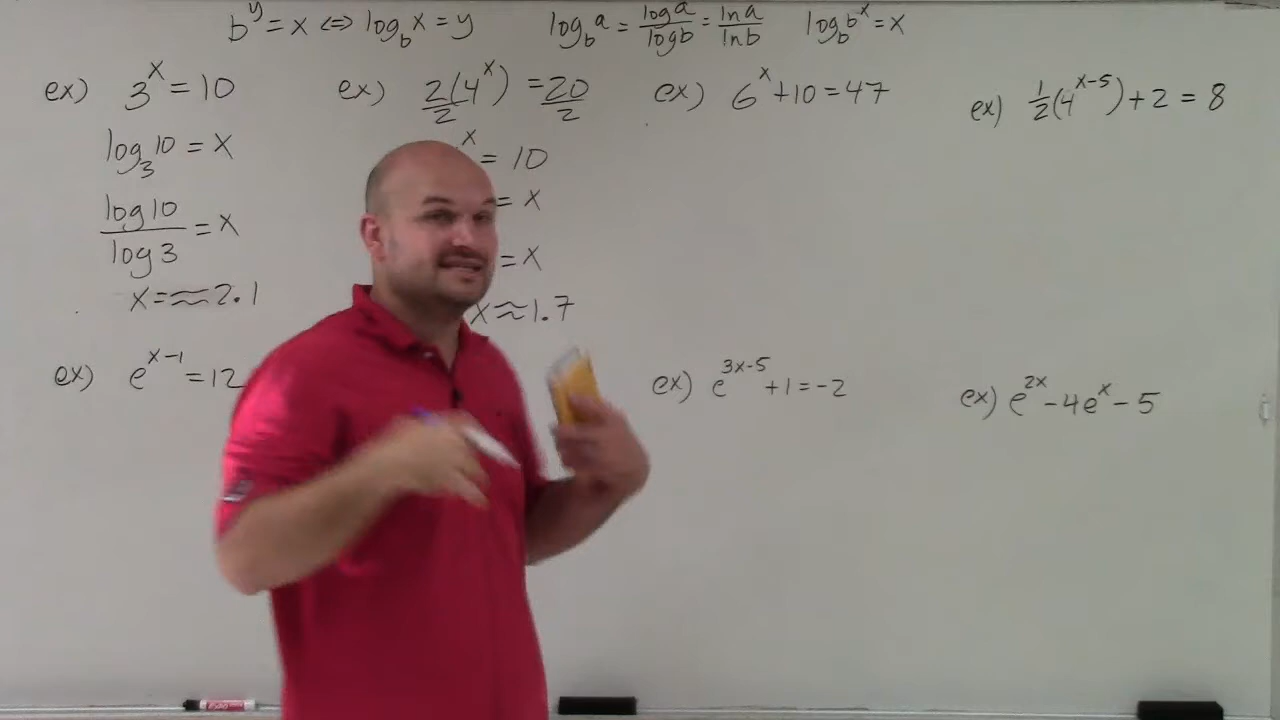 b^y = x <=> log_b x = y   log_b a = log a / log b = ln a / ln b   log_b b^x = x
ex) 3^x = 10
log_3 10 = x
log 10 / log 3 = x
x = ≈ 2.1
ex) 2(4^x) / 2 = 20 / 2
x = 10
= x
= x
x ≈ 1.7
ex) 6^x + 10 = 47
ex) 1/2(4^(x-5)) + 2 = 8
ex) e^(x-1) = 12
ex) e^(3x-5) + 1 = -2
ex) e^(2x) - 4e^x - 5